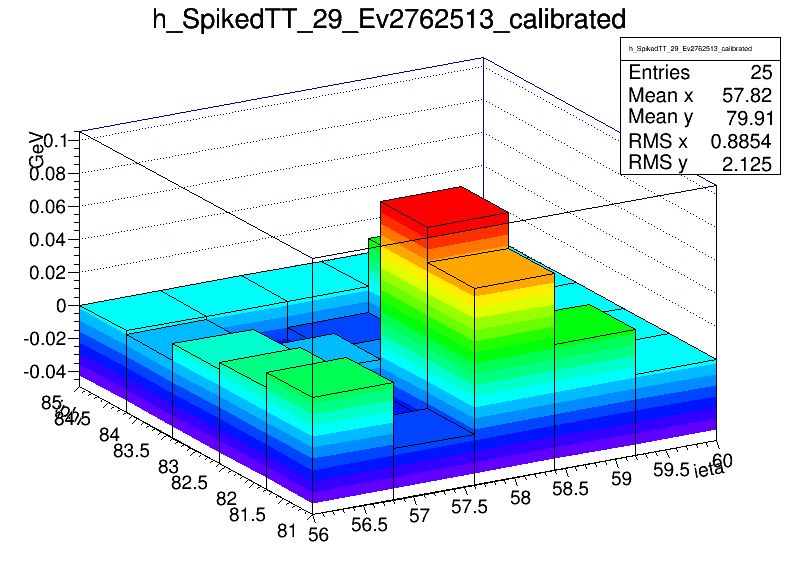 h_SpikedTT_29_Ev2762513_calibrated
h_SpikedTT_29_Ev2762513_calibrated
Entries 25
Mean x 57.82
Mean y 79.91
RMS x 0.8854
RMS y 2.125
GeV
0.1
0.08
0.06
0.04
0.02
0
-0.02
-0.04
85
84.5
84
83.5
83
82.5
82
81.5
81
56
56.5
57
57.5
58
58.5
59
59.5
60
ieta